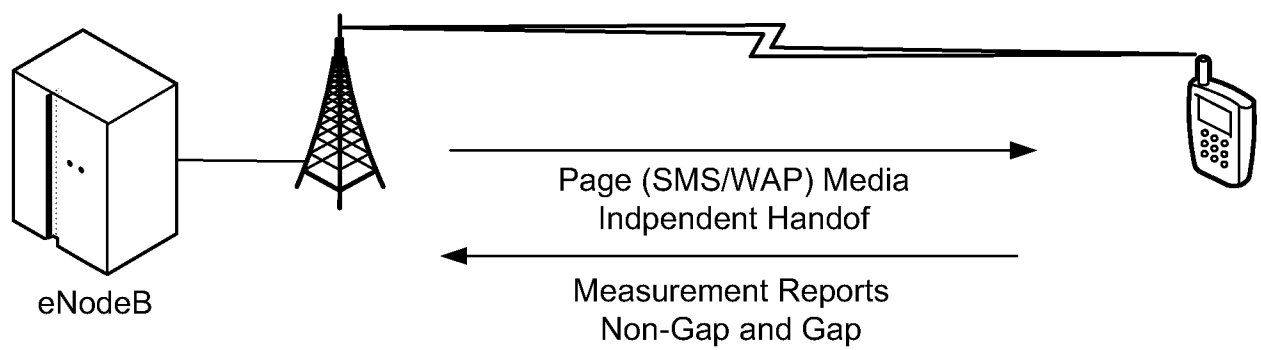 Page (SMS/WAP) Media
Indpendent Handof
eNodeB
Measurement Reports
Non-Gap and Gap